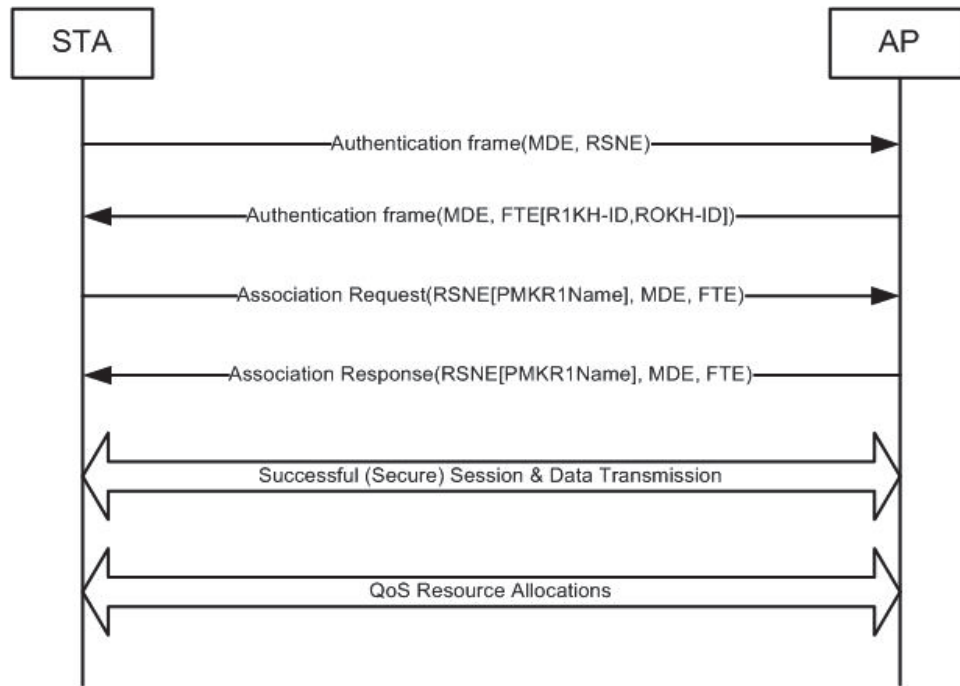 STA
AP
Authentication frame(MDE, RSNE)
Authentication frame(MDE, FTE[R1KH-ID,ROKH-ID])
Association Request(RSNE[PMKR1Name], MDE, FTE)
Association Response(RSNE[PMKR1Name], MDE, FTE)
Successful (Secure) Session & Data Transmission
QoS Resource Allocations